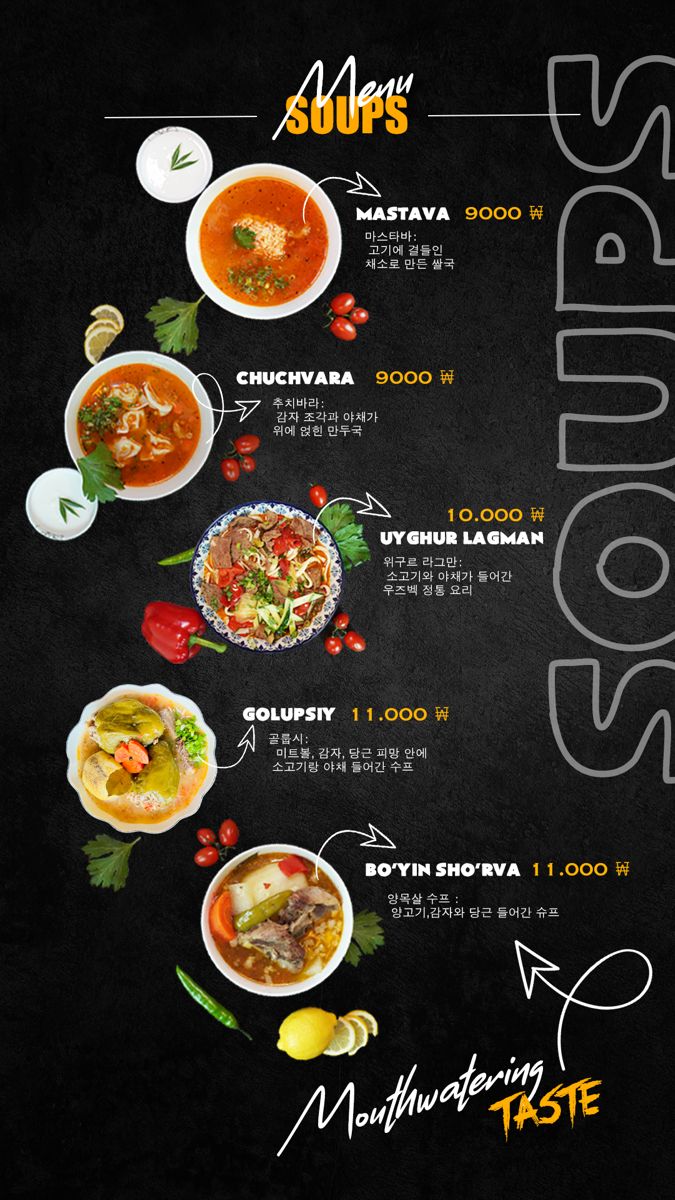 Menu
SOUPS
SOUPS
MASTAVA 9000 ₩
마스타바:
고기에 곁들인
채소로 만든 쌀국
CHUCHVARA 9000 ₩
추치바라:
감자 조각과 야채가
위에 얹힌 만두국
10.000 ₩
UYGHUR LAGMAN
위구르 라그만:
소고기와 야채가 들어간
우즈벡 정통 요리
GOLUPSIY 11.000 ₩
골룹시:
미트볼, 감자, 당근 피망 안에
소고기랑 야채 들어간 수프
BO'YIN SHO'RVA 11.000 ₩
양목살 수프 :
양고기,감자와 당근 들어간 슈프
Mouthwatering
TASTE